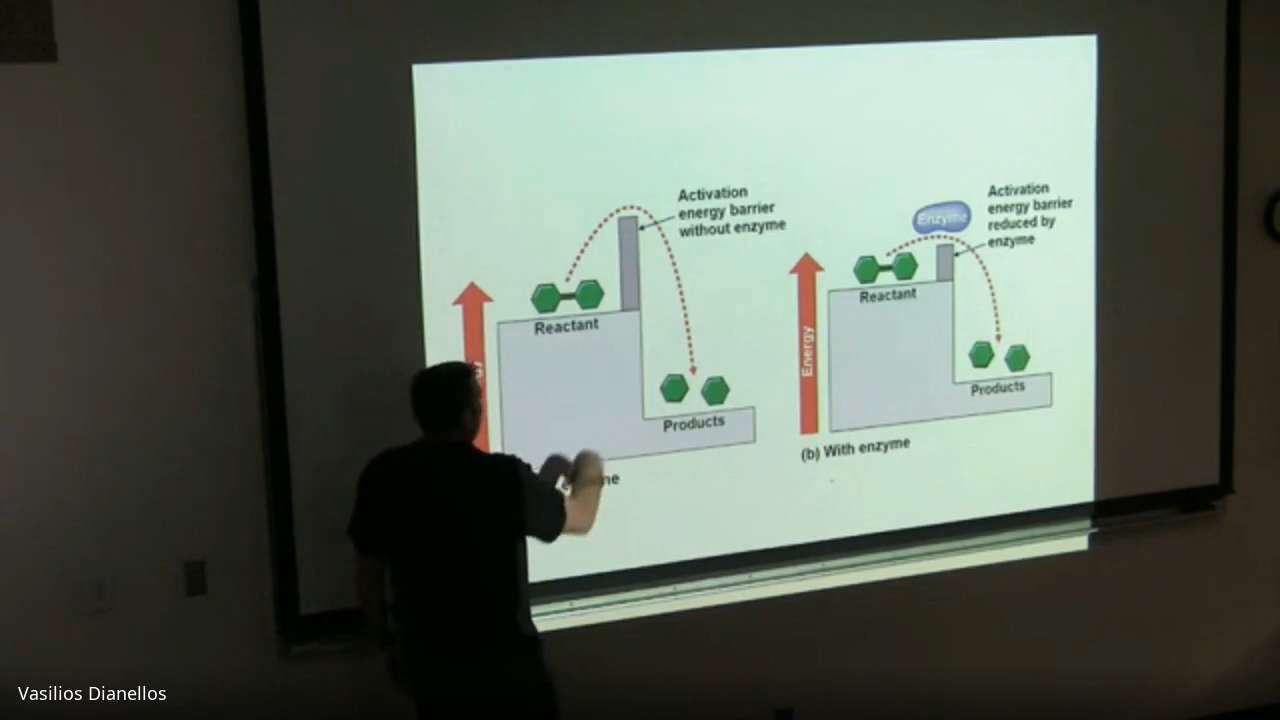 Activation
energy barrier
without enzyme
Reactant
Products
Enzyme
Activation
energy barrier
reduced by
enzyme
Energy
Reactant
Products
(b) With enzyme
Vasilios Dianellos